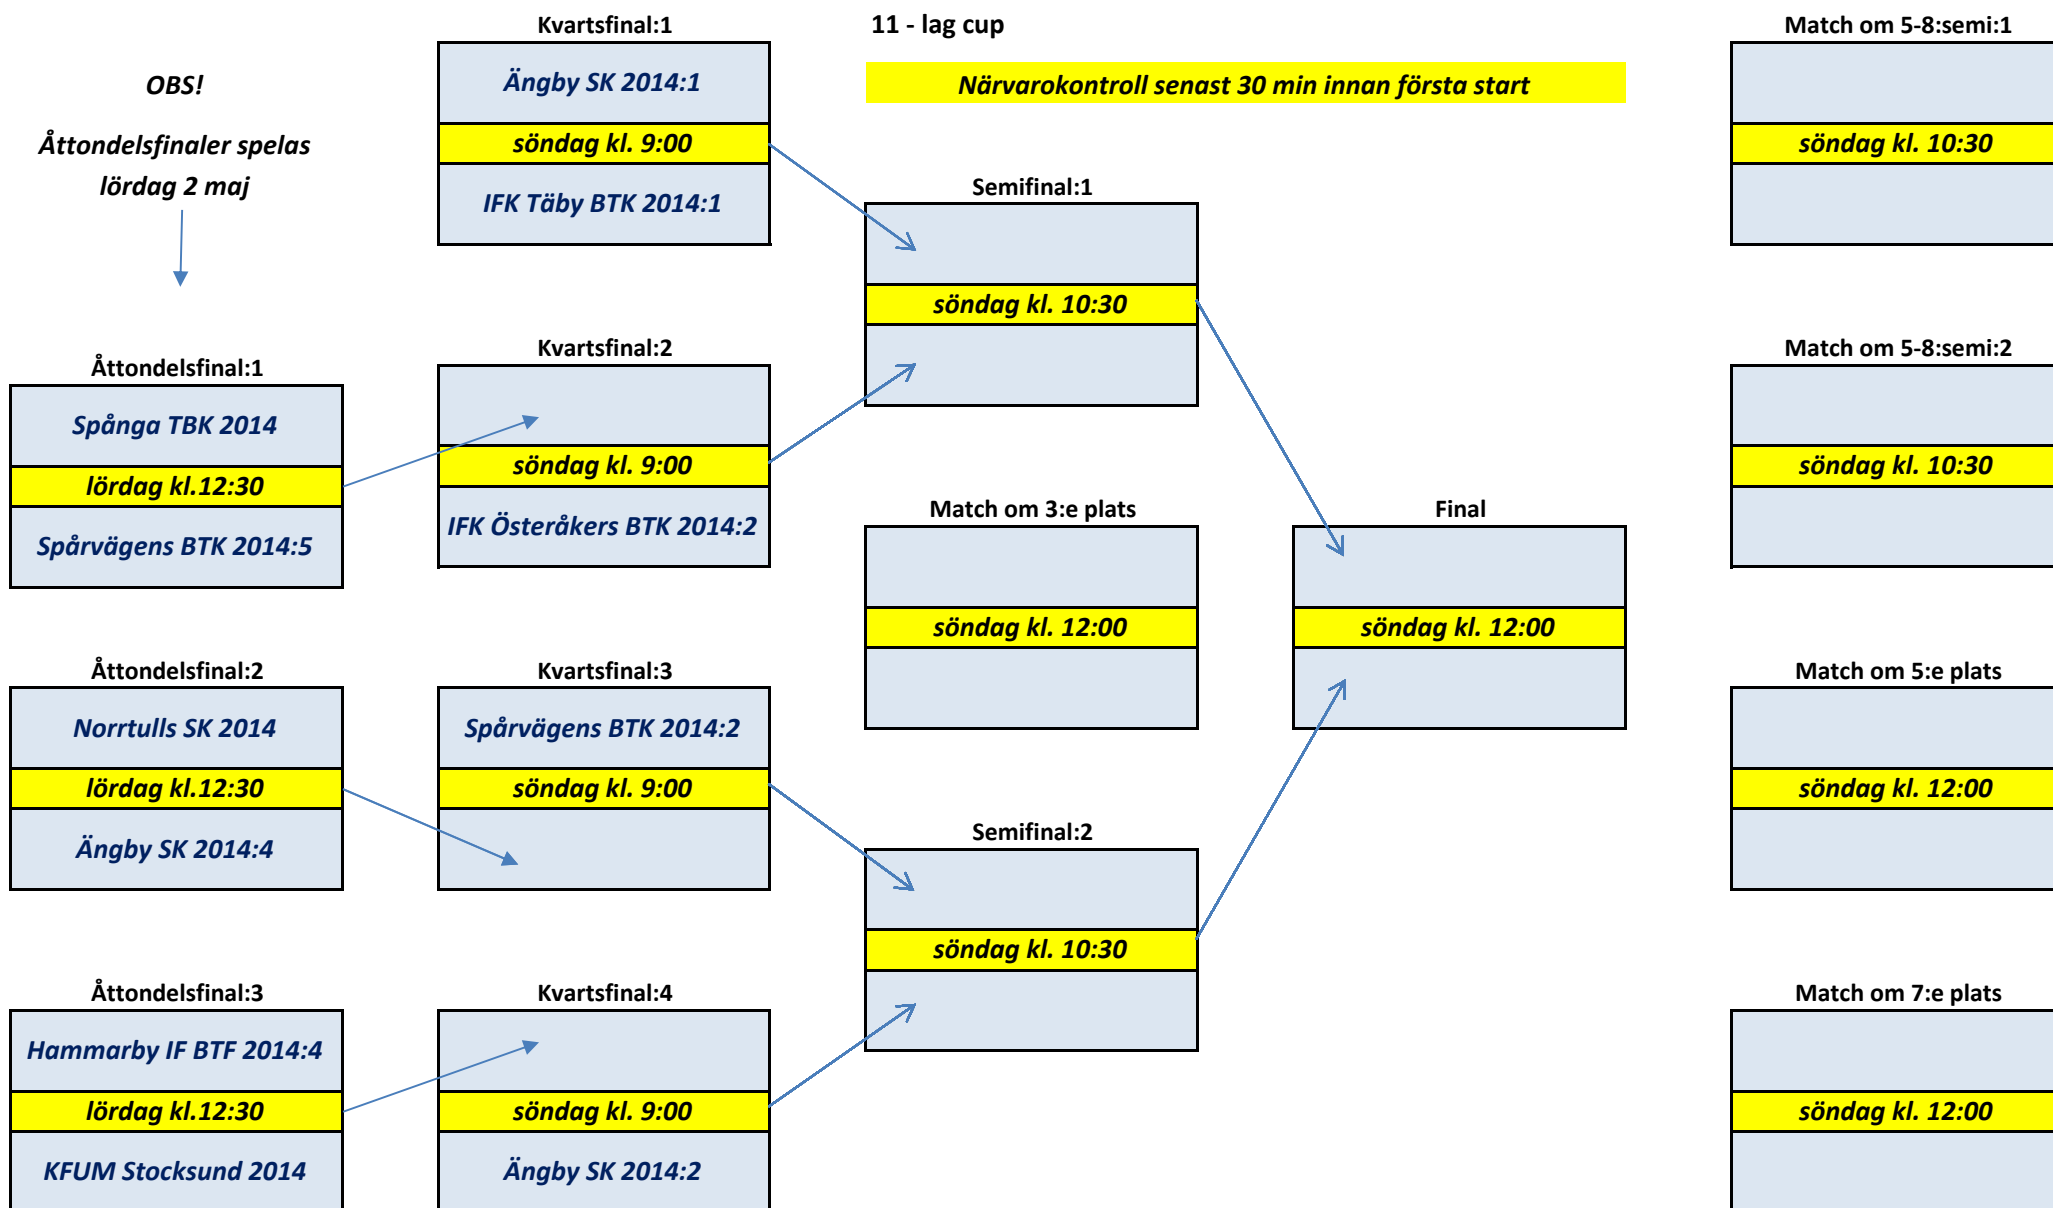 OBS!
Åttondelsfinaler spelas
lördag 2 maj
Åttondelsfinal:1
Spånga TBK 2014
lördag kl.12:30
Spårvägens BTK 2014:5
Åttondelsfinal:2
Norrtulls SK 2014
lördag kl.12:30
Ängby SK 2014:4
Åttondelsfinal:3
Hammarby IF BTF 2014:4
lördag kl.12:30
KFUM Stocksund 2014
Kvartsfinal:1
Ängby SK 2014:1
söndag kl. 9:00
IFK Täby BTK 2014:1
Kvartsfinal:2
söndag kl. 9:00
IFK Österåkers BTK 2014:2
Kvartsfinal:3
Spårvägens BTK 2014:2
söndag kl. 9:00
Kvartsfinal:4
söndag kl. 9:00
Ängby SK 2014:2
11 - lag cup
Närvarokontroll senast 30 min innan första start
Semifinal:1
söndag kl. 10:30
Match om 3:e plats
söndag kl. 12:00
Semifinal:2
söndag kl. 10:30
Final
söndag kl. 12:00
Match om 5-8:semi:1
söndag kl. 10:30
Match om 5-8:semi:2
söndag kl. 10:30
Match om 5:e plats
söndag kl. 12:00
Match om 7:e plats
söndag kl. 12:00